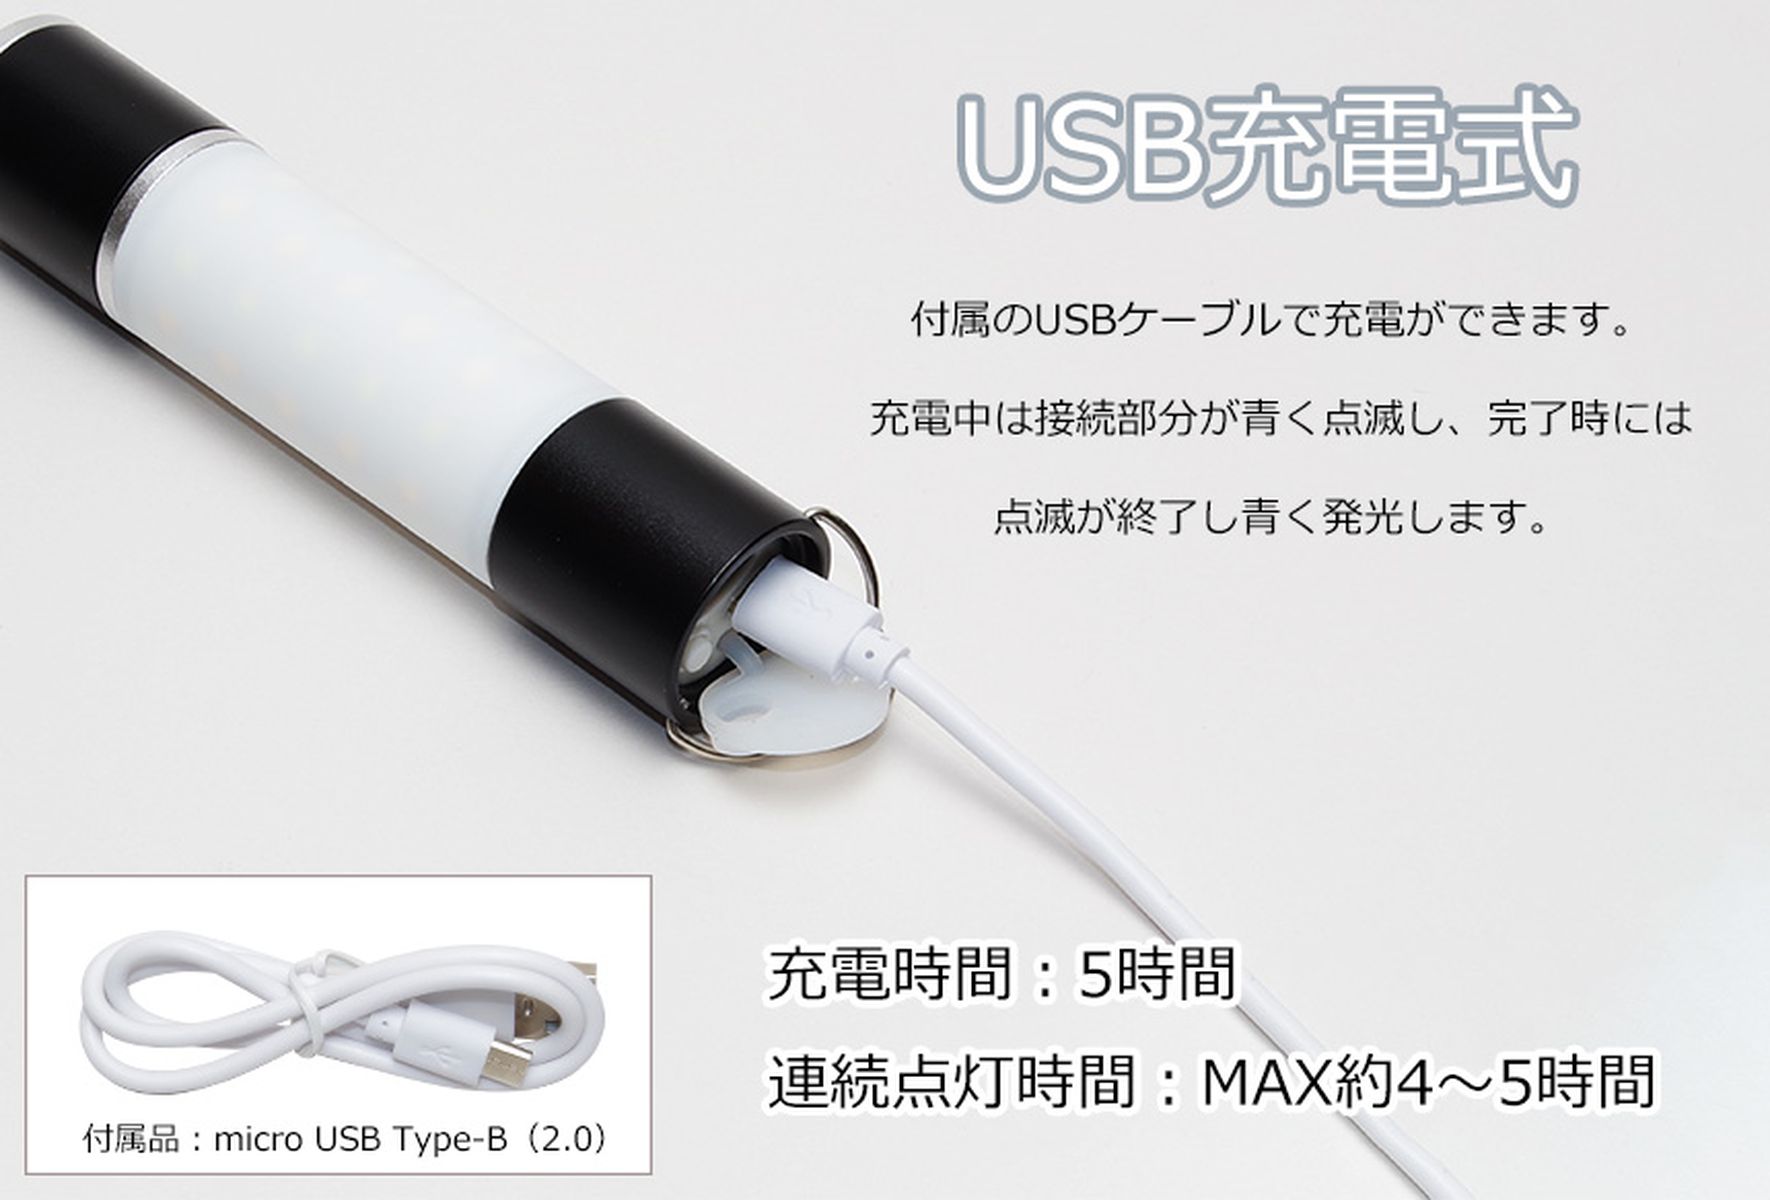 USB充電式
付属のUSBケーブルで充電ができます。
充電中は接続部分が青く点滅し、完了時には
点滅が終了し青く発光します。
充電時間：5時間
連続点灯時間：MAX約4～5時間
付属品：micro USB Type-B（2.0）